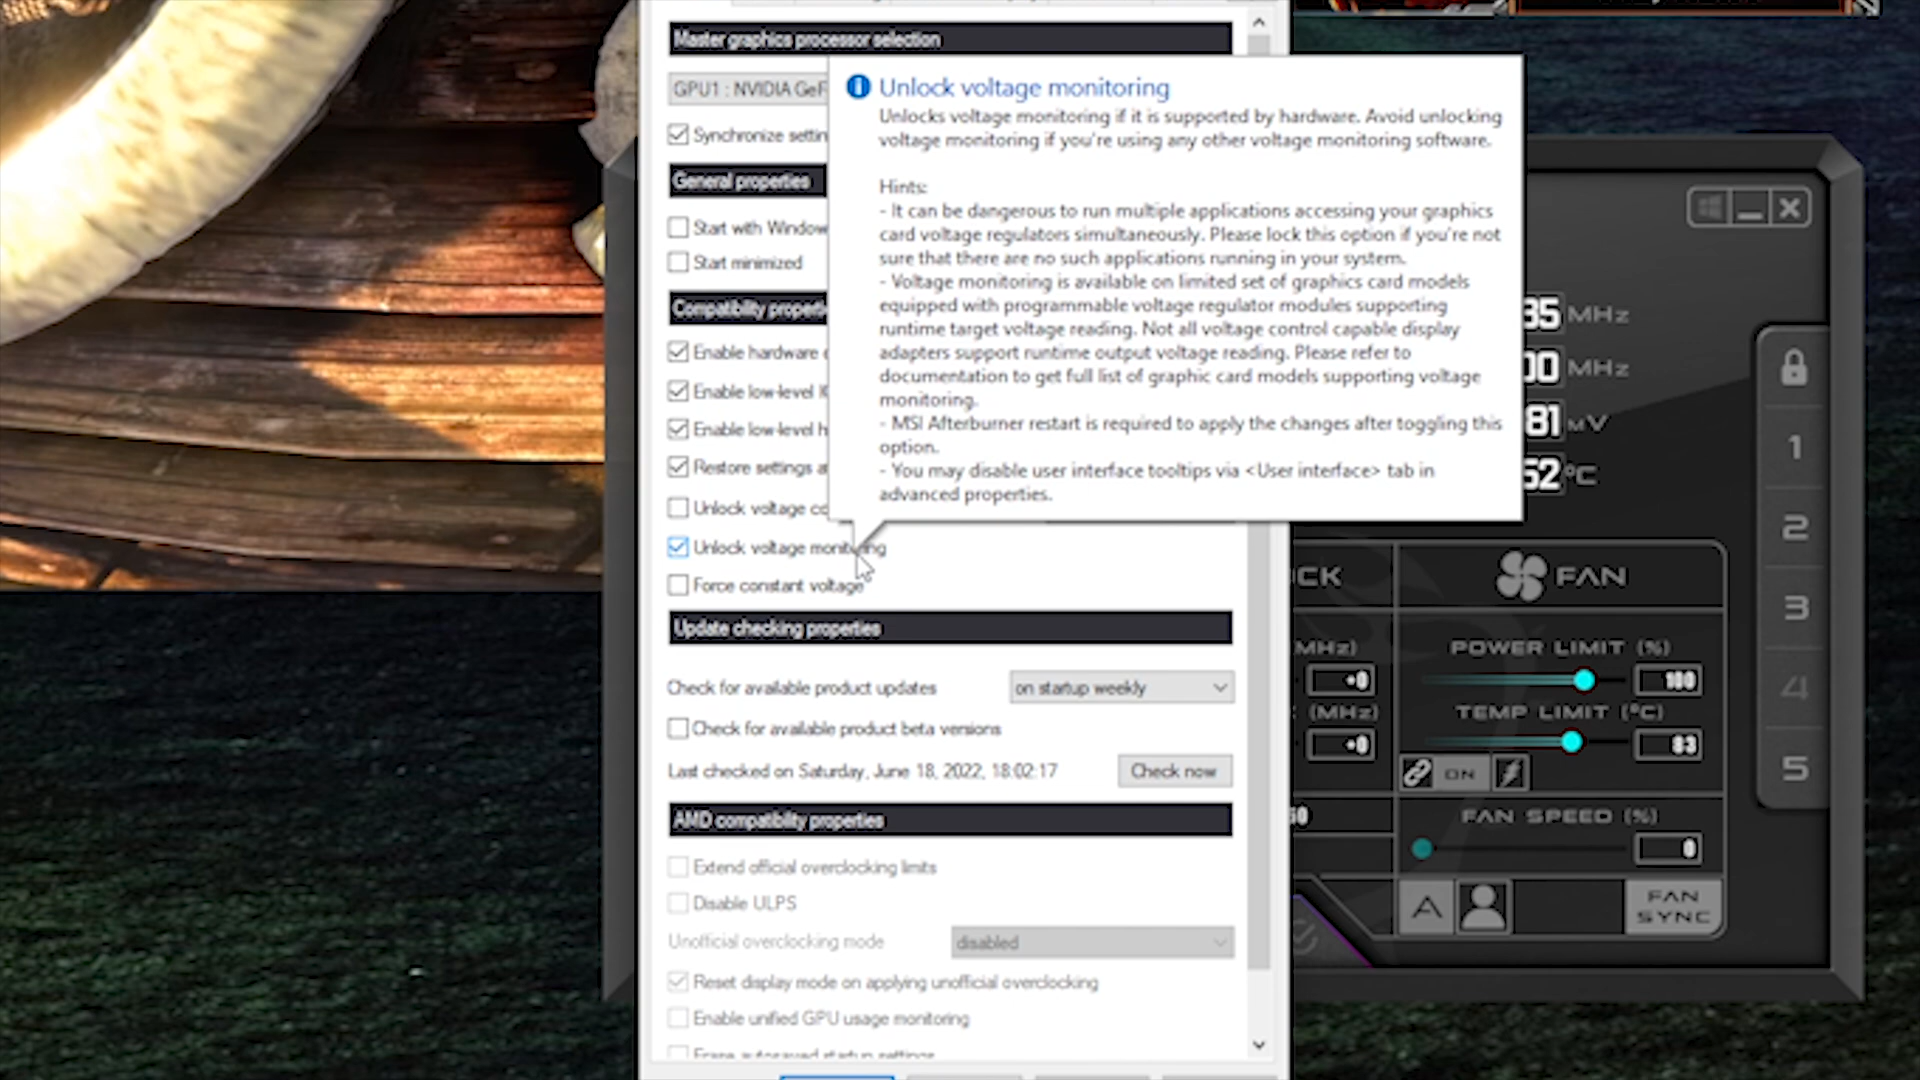 Master graphics processor selection
GPU1 : NVIDIA GeF
Synchronize settin
General properties
Start with Window
Start minimized
Compatibility properti
Enable hardware c
Enable low-level I
Enable low-level h
Restore settings a
Unlock voltage co
Unlock voltage monitoring
Force constant voltage
Unlock voltage monitoring
Unlocks voltage monitoring if it is supported by hardware. Avoid unlocking
voltage monitoring if you're using any other voltage monitoring software.
Hints:
- It can be dangerous to run multiple applications accessing your graphics
card voltage regulators simultaneously. Please lock this option if you're not
sure that there are no such applications running in your system.
- Voltage monitoring is available on limited set of graphics card models
equipped with programmable voltage regulator modules supporting
runtime target voltage reading. Not all voltage control capable display
adapters support runtime output voltage reading. Please refer to
documentation to get full list of graphic card models supporting voltage
monitoring.
- MSI Afterburner restart is required to apply the changes after toggling this
option.
- You may disable user interface tooltips via <User interface> tab in
advanced properties.
Update checking properties
Check for available product updates on startup weekly
Check for available product beta versions
Last checked on Saturday, June 18, 2022, 18:02:17 Check now
AMD compatibility properties
Extend official overclocking limits
Disable ULPS
Unofficial overclocking mode disabled
Reset display mode on applying unofficial overclocking
Enable unified GPU usage monitoring
Erase autosaved startup settings
35 MHz
00 MHz
81 mV
52 °C
1
2
3
4
5
CK
FAN
MHz)
+0
POWER LIMIT (%)
100
(MHz)
+0
TEMP LIMIT (°C)
83
ON
50
FAN SPEED (%)
0
A
FAN
SYNC